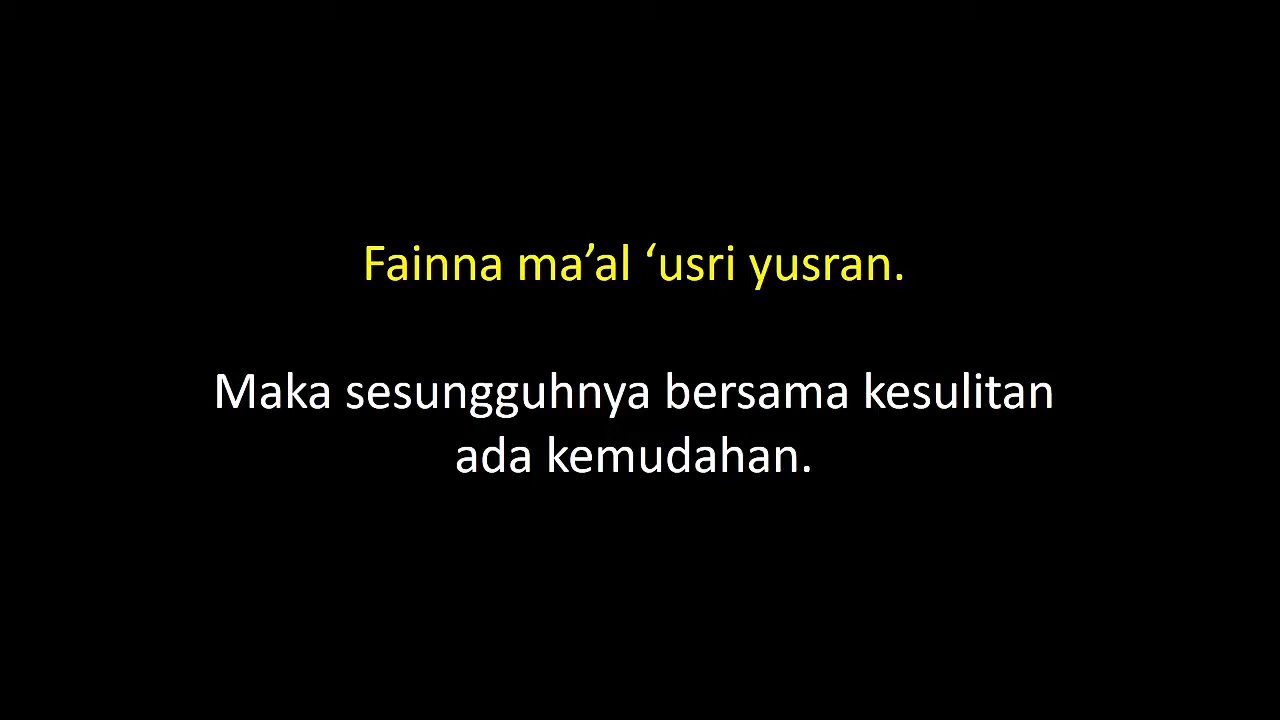 Fainna ma’al ‘usri yusran.
Maka sesungguhnya bersama kesulitan
ada kemudahan.